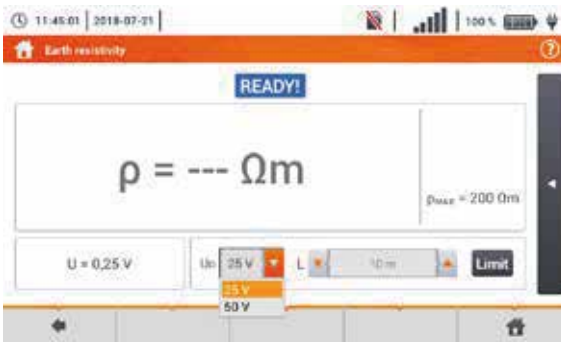 11:45:01 2018-07-21 100 %
Earth resistivity ?
READY!
ρ = --- Ωm
ρMAX = 200 Ωm
U = 0,25 V Un 25 V L 10 m Limit
25 V
50 V